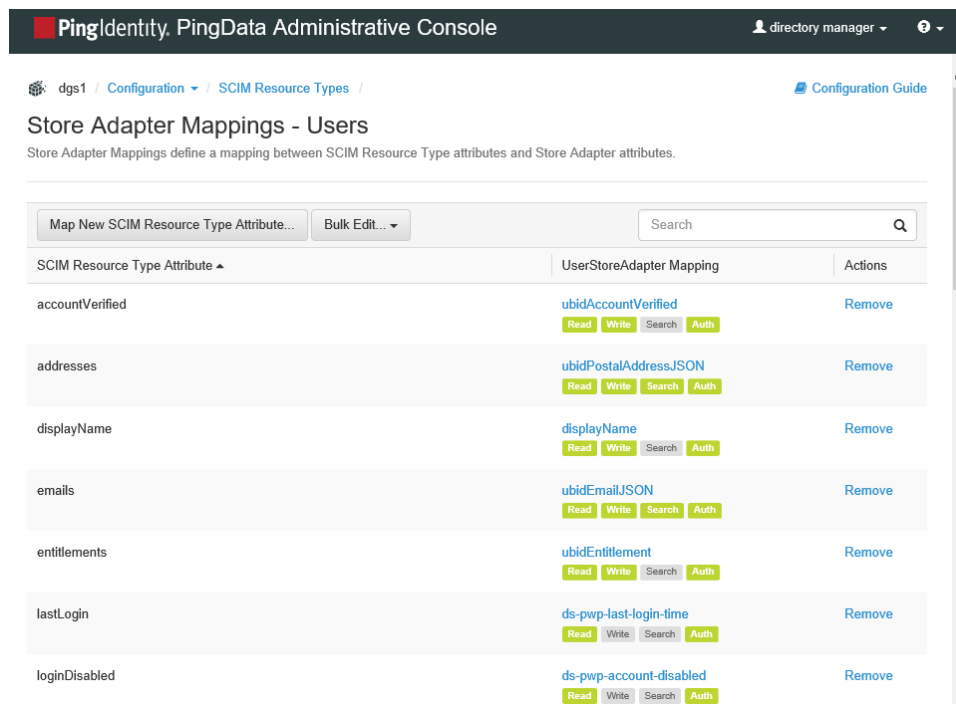 PingIdentity. PingData Administrative Console directory manager
dgs1 / Configuration / SCIM Resource Types / Configuration Guide
Store Adapter Mappings - Users
Store Adapter Mappings define a mapping between SCIM Resource Type attributes and Store Adapter attributes.
Map New SCIM Resource Type Attribute... Bulk Edit... Search
SCIM Resource Type Attribute UserStoreAdapter Mapping Actions
accountVerified ubidAccountVerified Remove
Read Write Search Auth
addresses ubidPostalAddressJSON Remove
Read Write Search Auth
displayName displayName Remove
Read Write Search Auth
emails ubidEmailJSON Remove
Read Write Search Auth
entitlements ubidEntitlement Remove
Read Write Search Auth
lastLogin ds-pwp-last-login-time Remove
Read Write Search Auth
loginDisabled ds-pwp-account-disabled Remove
Read Write Search Auth